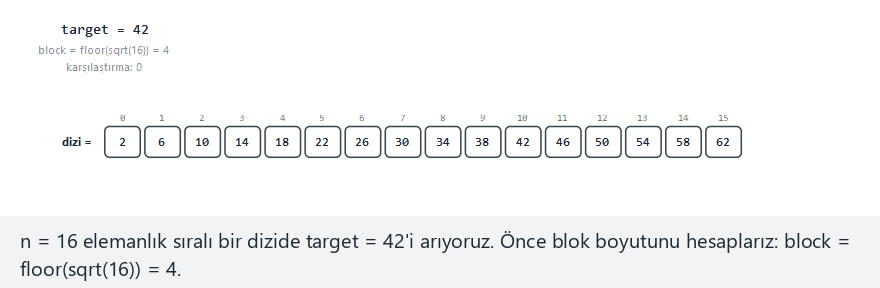 target = 42
block = floor(sqrt(16)) = 4
karşılaştırma: 0
0 1 2 3 4 5 6 7 8 9 10 11 12 13 14 15
dizi = 2 6 10 14 18 22 26 30 34 38 42 46 50 54 58 62
n = 16 elemanlık sıralı bir dizide target = 42'i arıyoruz. Önce blok boyutunu hesaplarız: block =
floor(sqrt(16)) = 4.